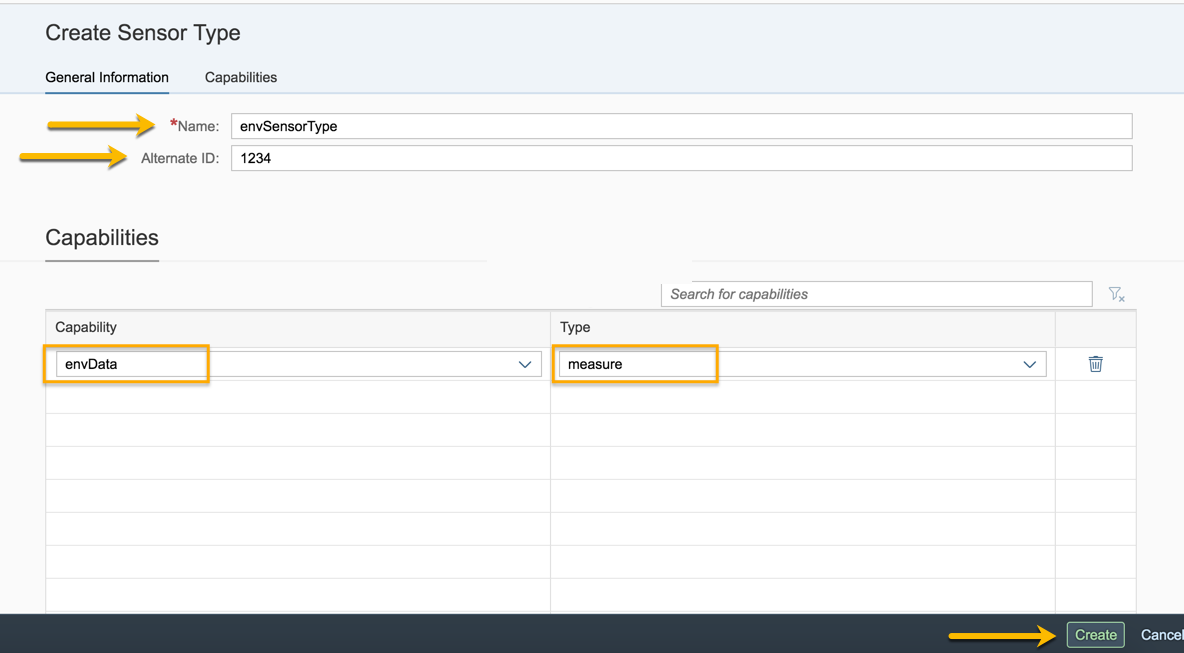 Create Sensor Type
General Information Capabilities
*Name: envSensorType
Alternate ID: 1234
Capabilities
Search for capabilities
Capability Type
envData measure
Create Cancel